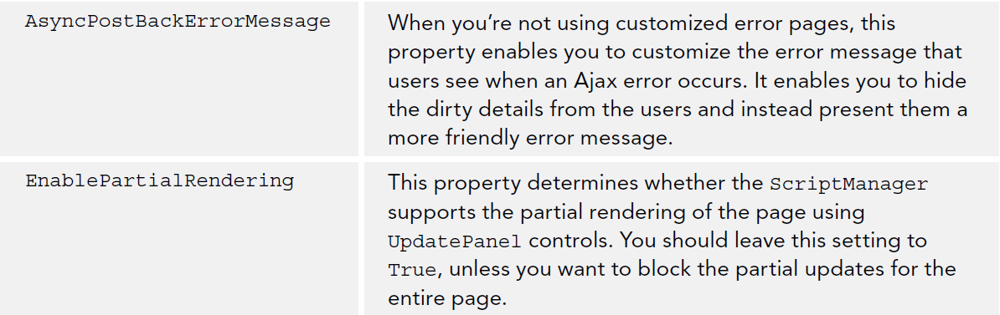 AsyncPostBackErrorMessage
When you’re not using customized error pages, this
property enables you to customize the error message that
users see when an Ajax error occurs. It enables you to hide
the dirty details from the users and instead present them a
more friendly error message.
EnablePartialRendering
This property determines whether the ScriptManager
supports the partial rendering of the page using
UpdatePanel controls. You should leave this setting to
True, unless you want to block the partial updates for the
entire page.